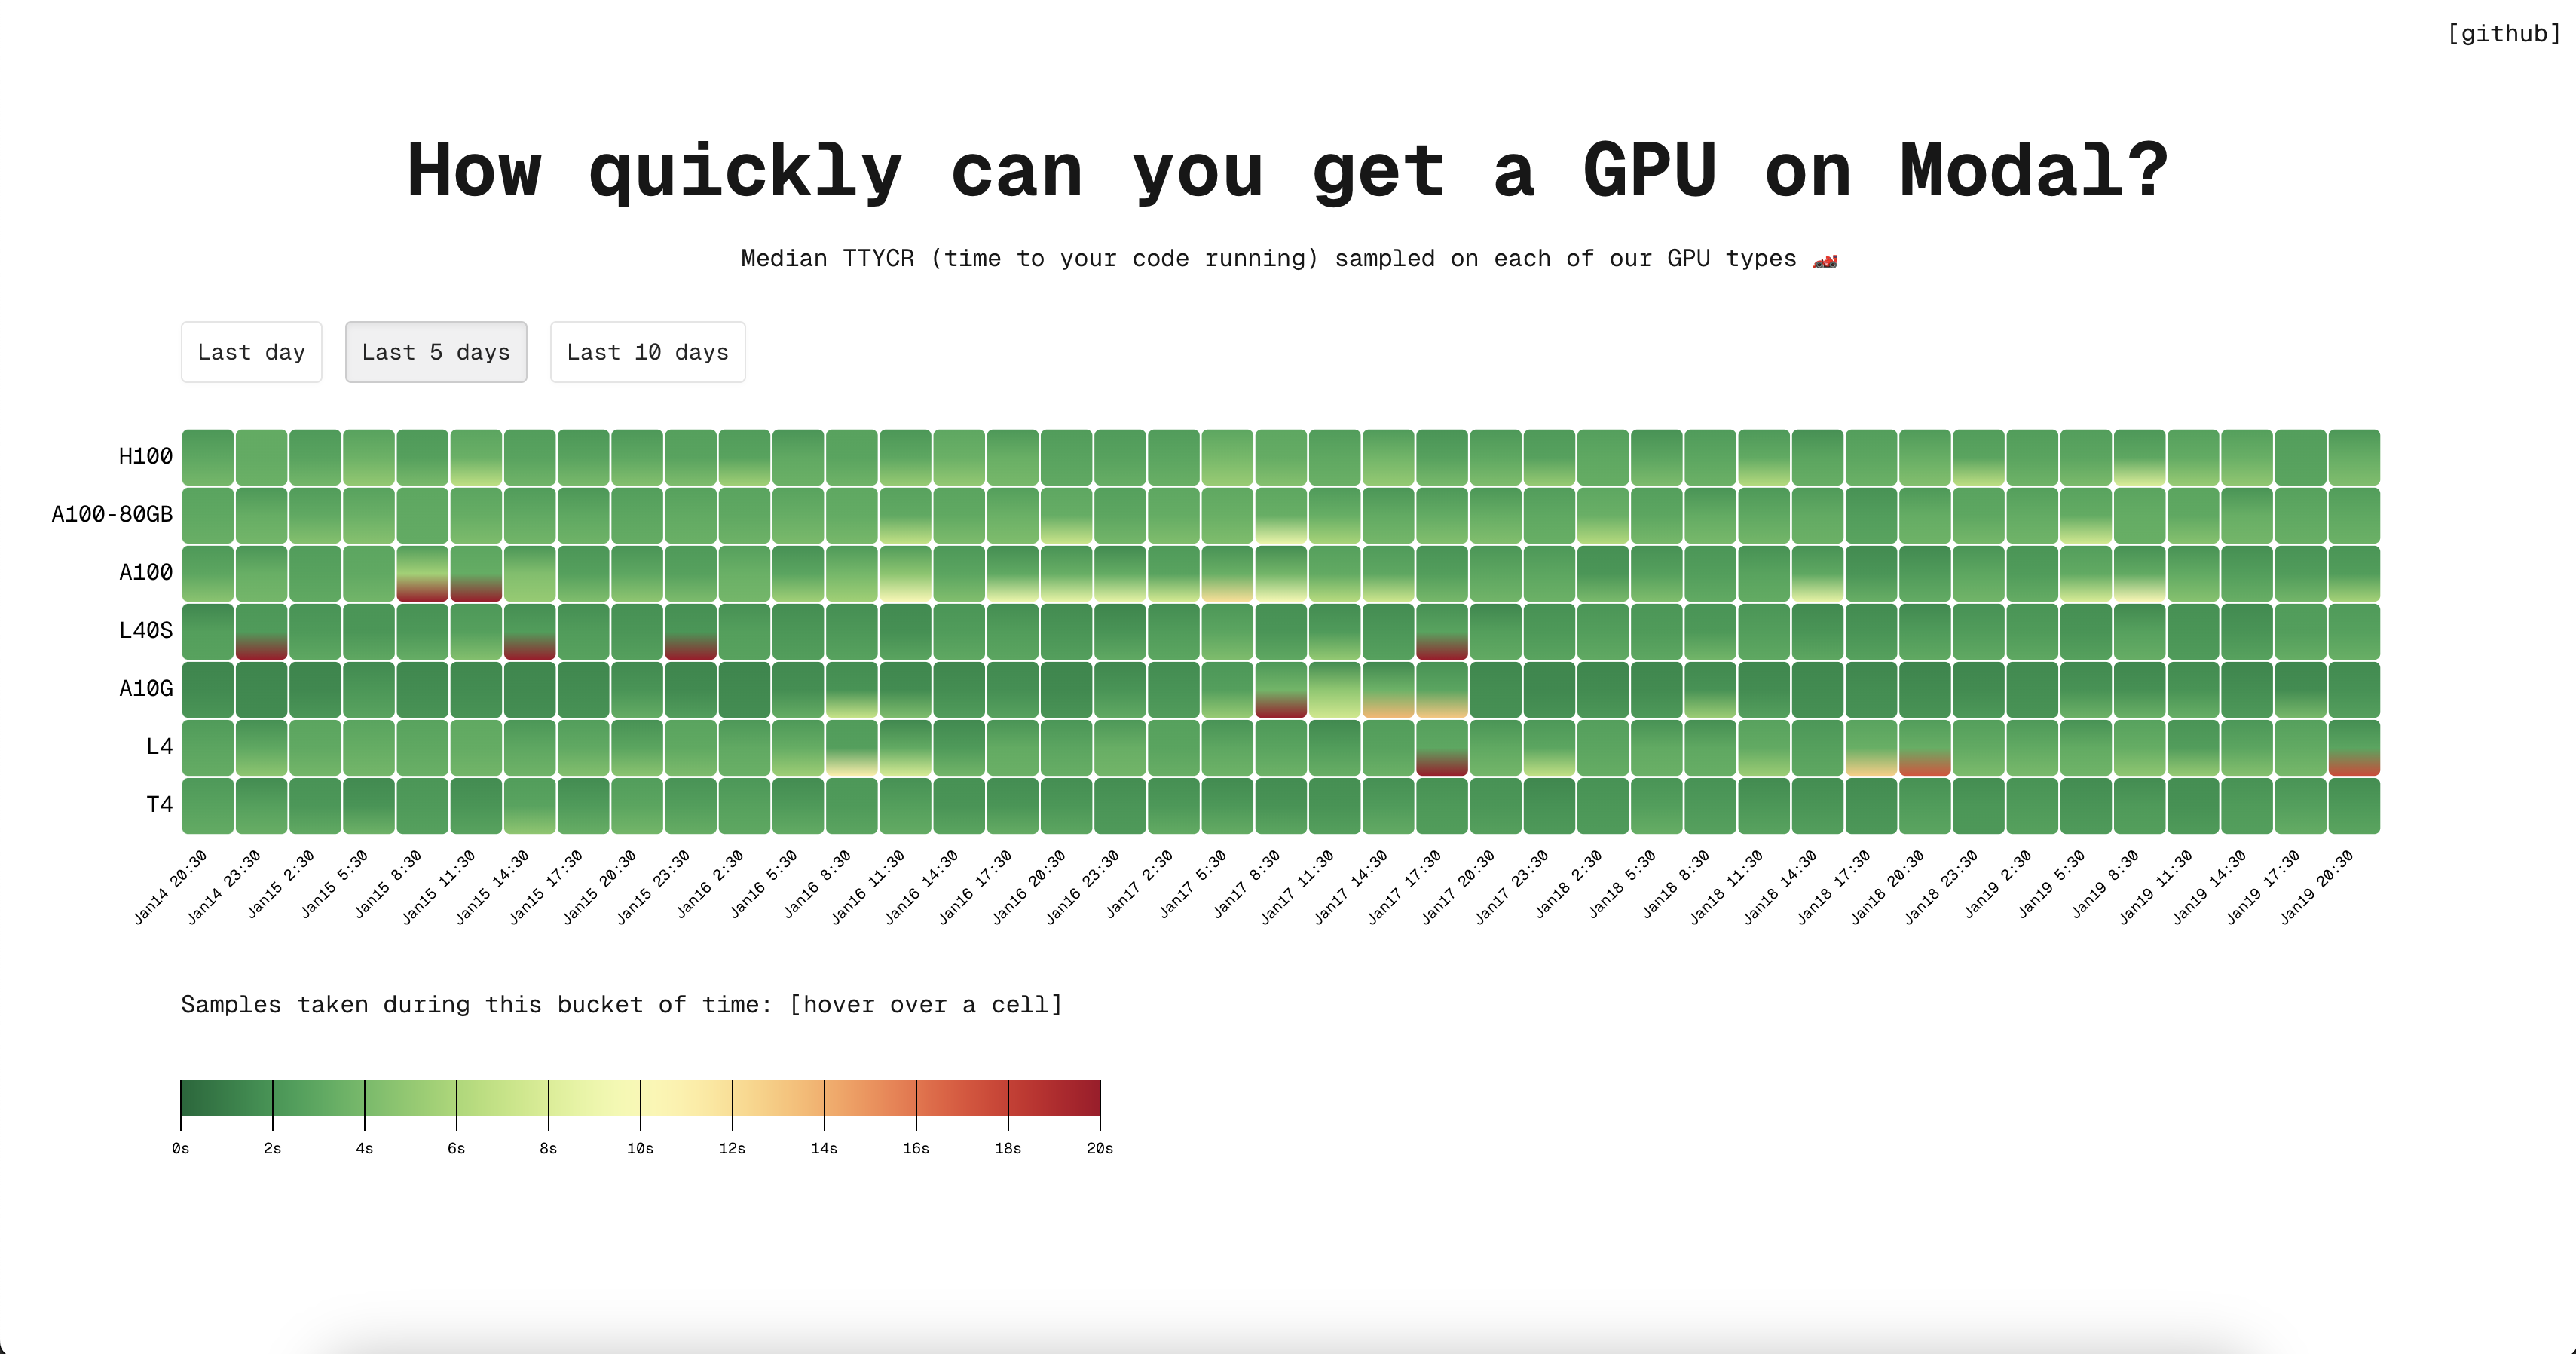 [github]
How quickly can you get a GPU on Modal?
Median TTYCR (time to your code running) sampled on each of our GPU types 🏎️
Last day
Last 5 days
Last 10 days
H100
A100-80GB
A100
L40S
A10G
L4
T4
Jan14 20:30
Jan14 23:30
Jan15 2:30
Jan15 5:30
Jan15 8:30
Jan15 11:30
Jan15 14:30
Jan15 17:30
Jan15 20:30
Jan15 23:30
Jan16 2:30
Jan16 5:30
Jan16 8:30
Jan16 11:30
Jan16 14:30
Jan16 17:30
Jan16 20:30
Jan16 23:30
Jan17 2:30
Jan17 5:30
Jan17 8:30
Jan17 11:30
Jan17 14:30
Jan17 17:30
Jan17 20:30
Jan17 23:30
Jan18 2:30
Jan18 5:30
Jan18 8:30
Jan18 11:30
Jan18 14:30
Jan18 17:30
Jan18 20:30
Jan18 23:30
Jan19 2:30
Jan19 5:30
Jan19 8:30
Jan19 11:30
Jan19 14:30
Jan19 17:30
Jan19 20:30
Samples taken during this bucket of time: [hover over a cell]
0s
2s
4s
6s
8s
10s
12s
14s
16s
18s
20s